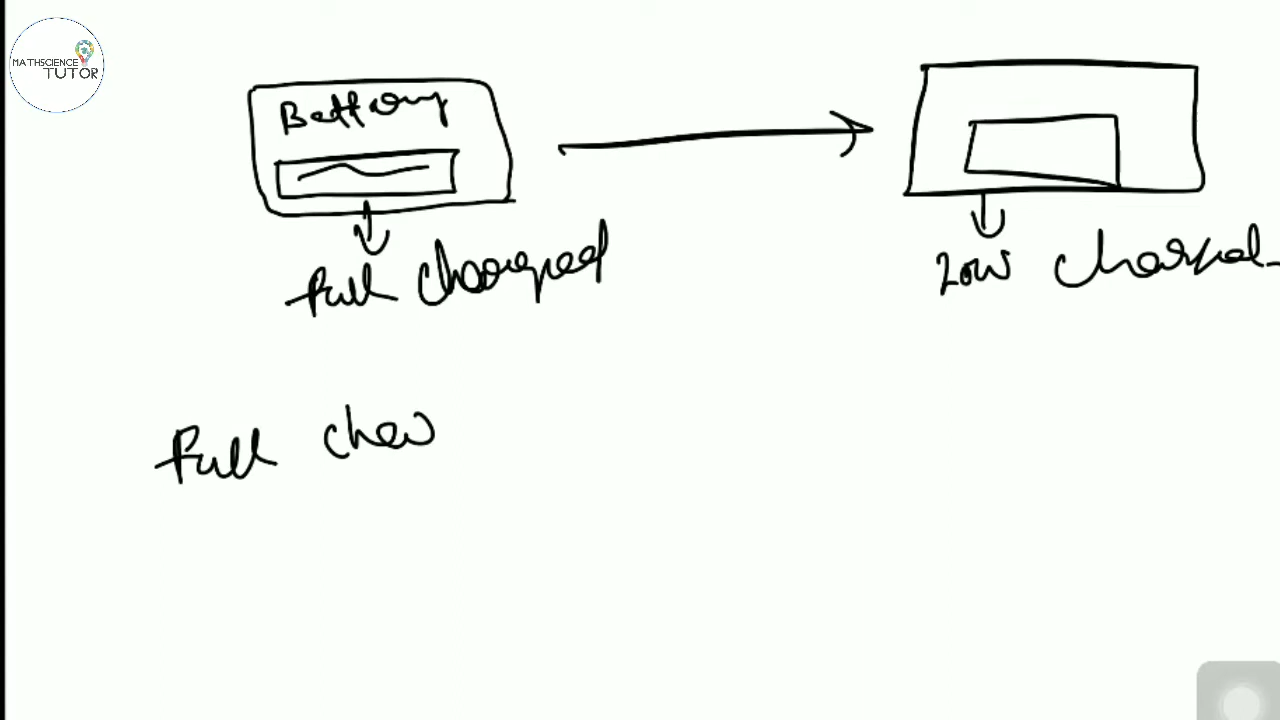 MATHSCIENCE
TUTOR
Battery
full charged
Low charged
full char